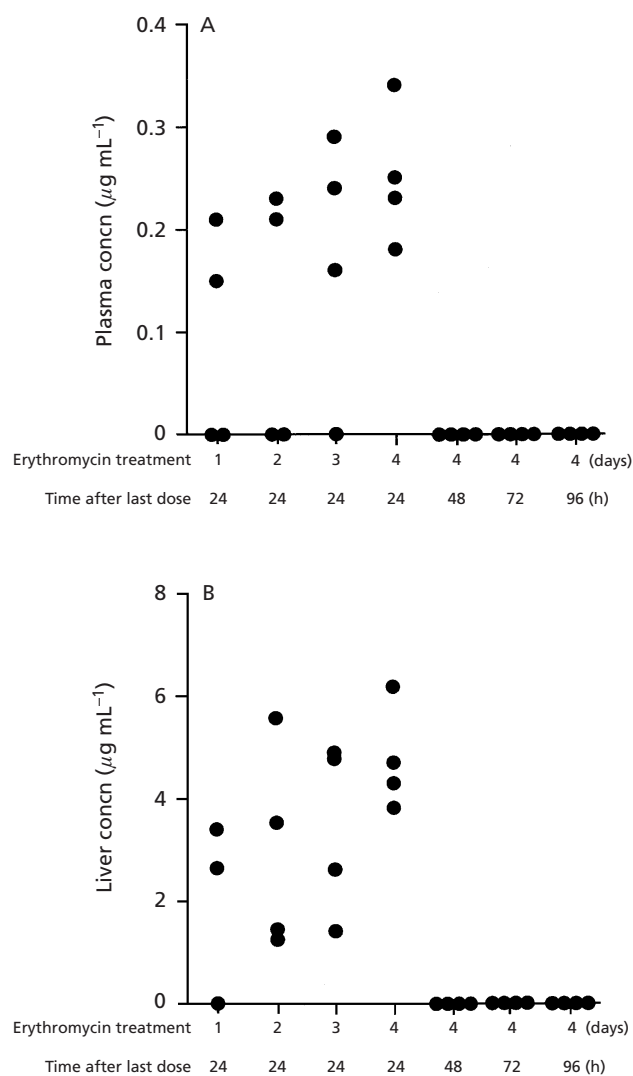 A
0.4
0.3
0.2
0.1
0
Plasma concn (μg mL⁻¹)
Erythromycin treatment 1 2 3 4 4 4 4 (days)
Time after last dose 24 24 24 24 48 72 96 (h)
B
8
6
4
2
0
Liver concn (μg mL⁻¹)
Erythromycin treatment 1 2 3 4 4 4 4 (days)
Time after last dose 24 24 24 24 48 72 96 (h)